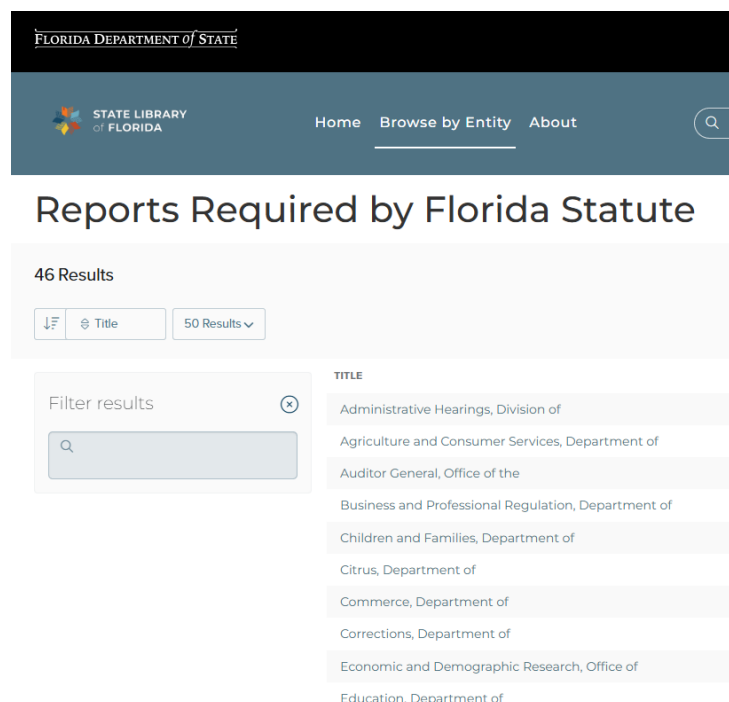 FLORIDA DEPARTMENT of STATE
STATE LIBRARY
of FLORIDA
Home Browse by Entity About
Reports Required by Florida Statute
46 Results
Title 50 Results
Filter results
TITLE
Administrative Hearings, Division of
Agriculture and Consumer Services, Department of
Auditor General, Office of the
Business and Professional Regulation, Department of
Children and Families, Department of
Citrus, Department of
Commerce, Department of
Corrections, Department of
Economic and Demographic Research, Office of
Education, Department of